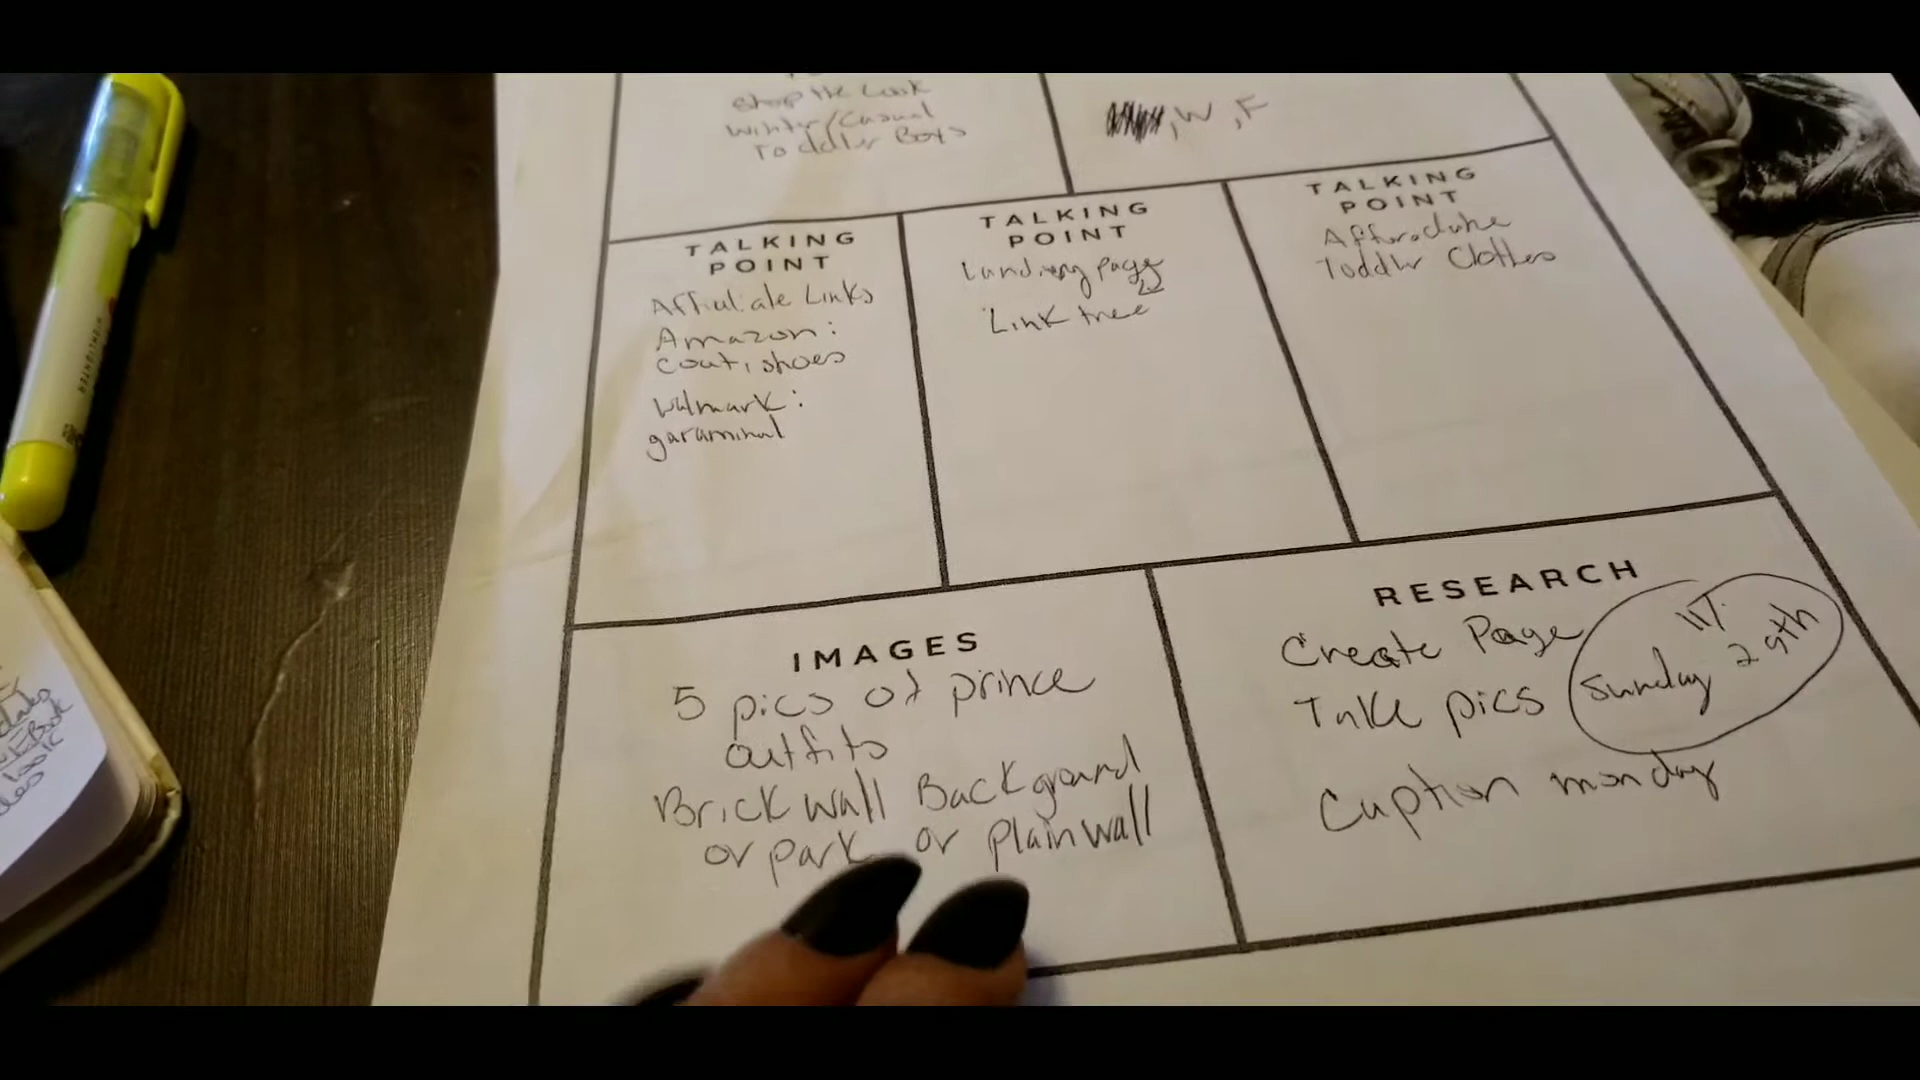 Shop the Look
Winter/Casual
Toddler Boys
, W, F
TALKING
POINT
Affiliate Links
Amazon:
Coat, shoes
walmark:
TALKING
POINT
Landing page
Link tree
TALKING
POINT
Toddler Clothes
IMAGES
5 pics of prince
outfits
Brick wall Background
or park or plain wall
RESEARCH
Create Page
Take pics
Sunday 29th
Caption monday
HIGHLIGHTER
look